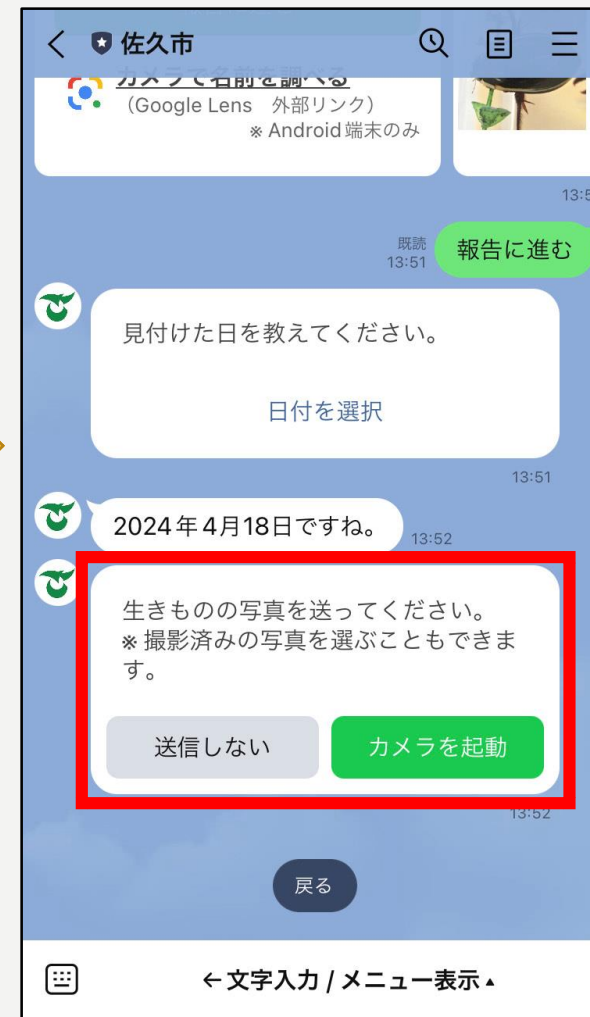 佐久市
カメラで名前を調べる
（Google Lens　外部リンク）
※ Android端末のみ
既読
13:51
報告に進む
見付けた日を教えてください。
日付を選択
13:51
2024年4月18日ですね。
13:52
生きものの写真を送ってください。
※ 撮影済みの写真を選ぶこともできま
す。
送信しない
カメラを起動
13:52
戻る
←文字入力 / メニュー表示▲